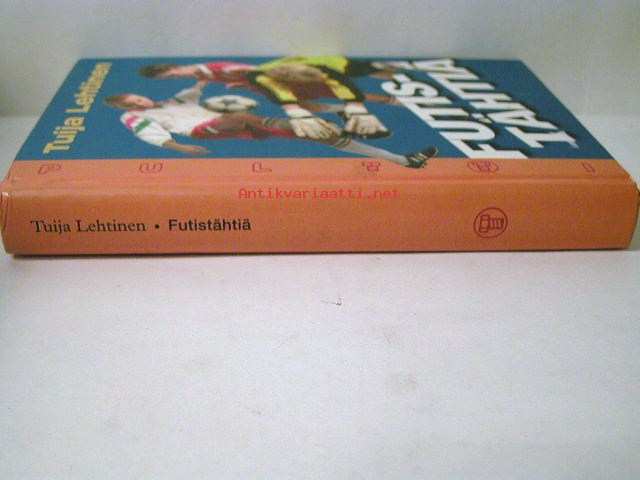 Tuija Lehtinen
FUTIS-
TÄHTIÄ
Antikvariaatti.net
Tuija Lehtinen • Futistähtiä